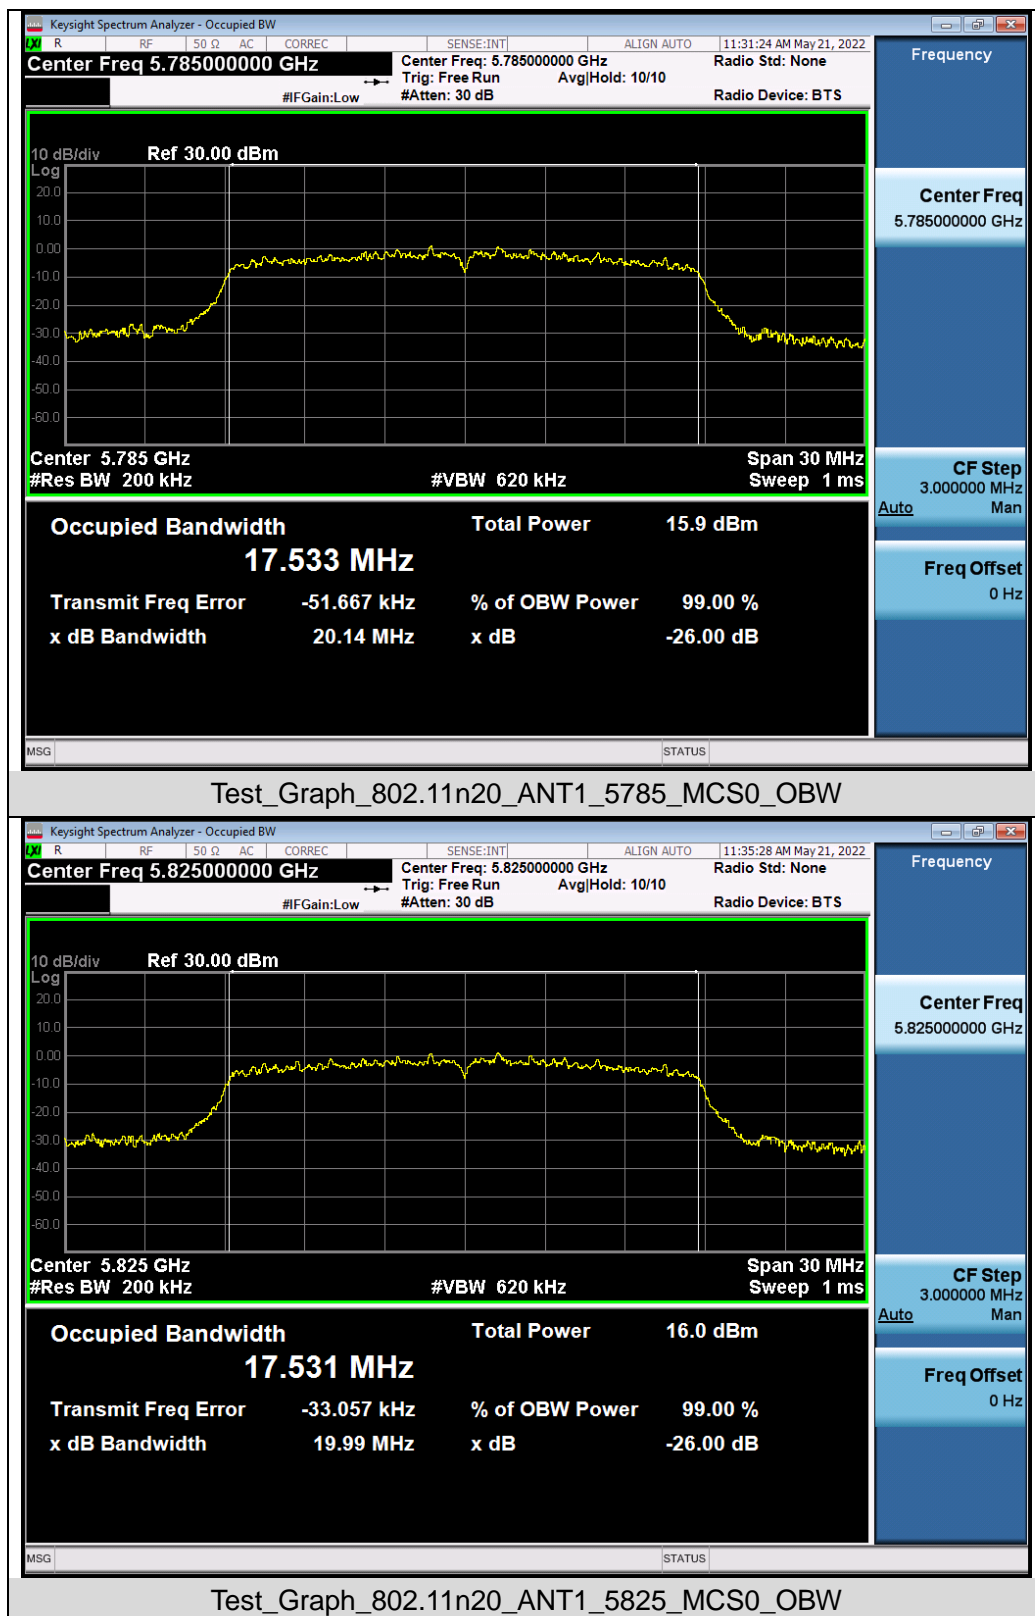 Keysight Spectrum Analyzer - Occupied BW
LXI R RF 50 Ω AC CORREC SENSE:INT ALIGN AUTO 11:31:24 AM May 21, 2022
Center Freq 5.785000000 GHz
#IFGain:Low
Center Freq: 5.785000000 GHz
Trig: Free Run Avg|Hold: 10/10
#Atten: 30 dB
Radio Std: None
Radio Device: BTS
10 dB/div Ref 30.00 dBm
Log
20.0
10.0
0.00
-10.0
-20.0
-30.0
-40.0
-50.0
-60.0
Center 5.785 GHz Span 30 MHz
#Res BW 200 kHz #VBW 620 kHz Sweep 1 ms
Occupied Bandwidth Total Power 15.9 dBm
17.533 MHz
Transmit Freq Error -51.667 kHz % of OBW Power 99.00 %
x dB Bandwidth 20.14 MHz x dB -26.00 dB
MSG STATUS
Frequency
Center Freq
5.785000000 GHz
CF Step
3.000000 MHz
Auto Man
Freq Offset
0 Hz
Test_Graph_802.11n20_ANT1_5785_MCS0_OBW
Keysight Spectrum Analyzer - Occupied BW
LXI R RF 50 Ω AC CORREC SENSE:INT ALIGN AUTO 11:35:28 AM May 21, 2022
Center Freq 5.825000000 GHz
#IFGain:Low
Center Freq: 5.825000000 GHz
Trig: Free Run Avg|Hold: 10/10
#Atten: 30 dB
Radio Std: None
Radio Device: BTS
10 dB/div Ref 30.00 dBm
Log
20.0
10.0
0.00
-10.0
-20.0
-30.0
-40.0
-50.0
-60.0
Center 5.825 GHz Span 30 MHz
#Res BW 200 kHz #VBW 620 kHz Sweep 1 ms
Occupied Bandwidth Total Power 16.0 dBm
17.531 MHz
Transmit Freq Error -33.057 kHz % of OBW Power 99.00 %
x dB Bandwidth 19.99 MHz x dB -26.00 dB
MSG STATUS
Frequency
Center Freq
5.825000000 GHz
CF Step
3.000000 MHz
Auto Man
Freq Offset
0 Hz
Test_Graph_802.11n20_ANT1_5825_MCS0_OBW